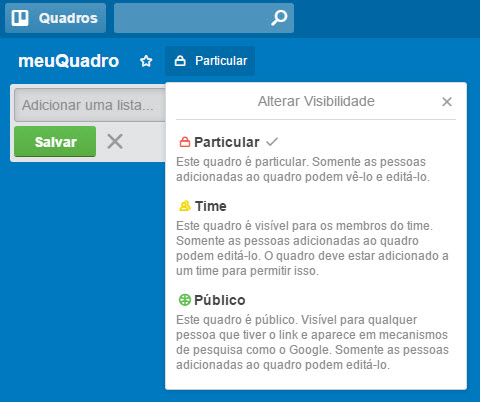 Quadros
meuQuadro
Particular
Adicionar uma lista...
Salvar
Alterar Visibilidade
Particular
Este quadro é particular. Somente as pessoas
adicionadas ao quadro podem vê-lo e editá-lo.
Time
Este quadro é visível para os membros do time.
Somente as pessoas adicionadas ao quadro
podem editá-lo. O quadro deve estar adicionado a
um time para permitir isso.
Público
Este quadro é público. Visível para qualquer
pessoa que tiver o link e aparece em mecanismos
de pesquisa como o Google. Somente as pessoas
adicionadas ao quadro podem editá-lo.